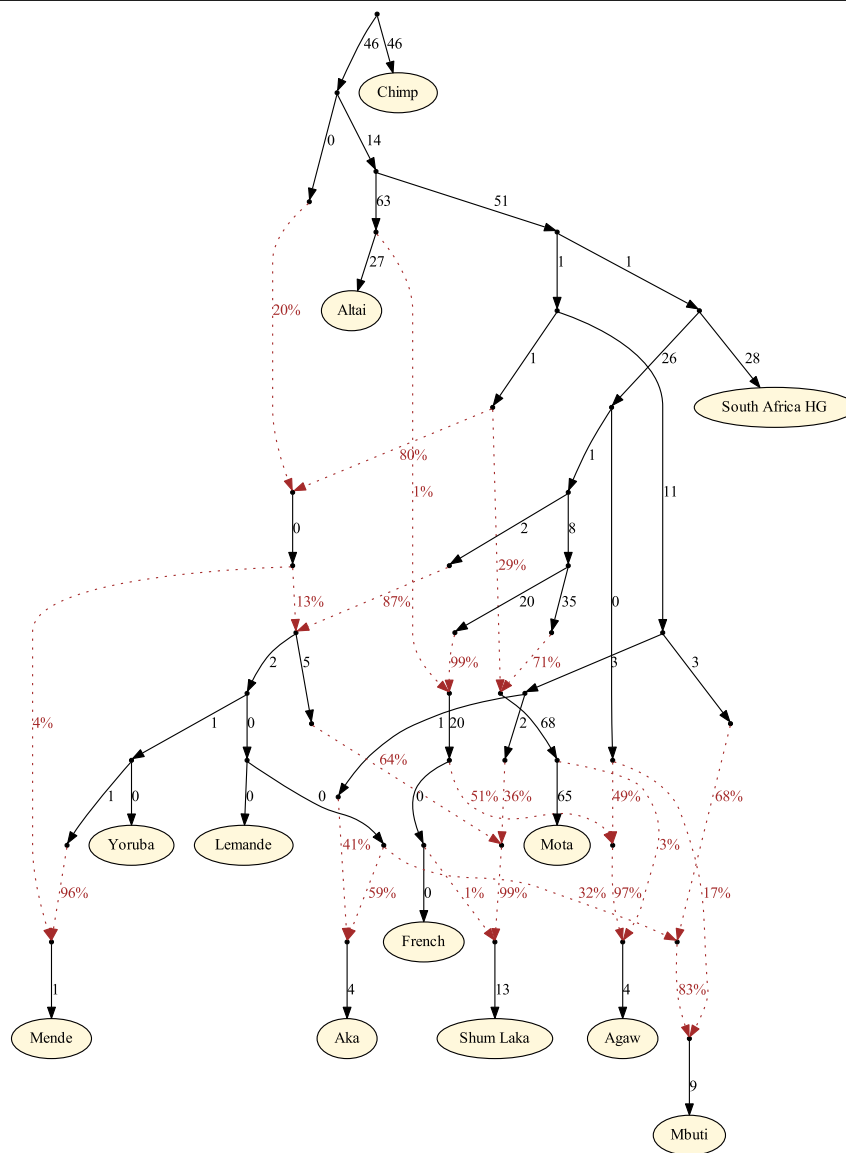 46 46
Chimp
0 14
63 51
1 1
27
Altai
20%
1 26 28
South Africa HG
80%
1
1% 11
0 2 8
29%
13% 87% 20 35 0
2 5 99% 71% 3 3
4% 1 0 1 20 2 68
64%
1 0 0 0 0 51% 36% 65 49% 68%
Yoruba Lemande 41% Mota 3%
96% 59% 0 1% 99% 32% 97% 17%
French
1 4 13 4 83%
Mende Aka Shum Laka Agaw
9
Mbuti